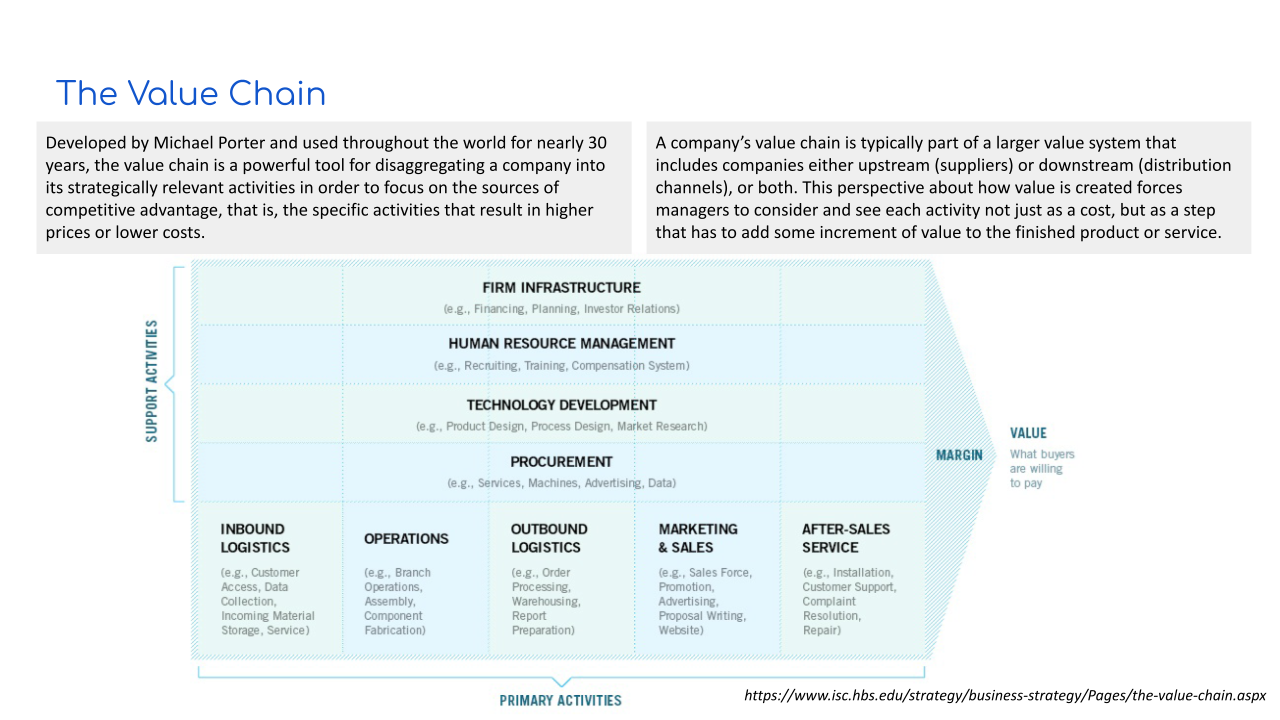 The Value Chain
Developed by Michael Porter and used throughout the world for nearly 30
years, the value chain is a powerful tool for disaggregating a company into
its strategically relevant activities in order to focus on the sources of
competitive advantage, that is, the specific activities that result in higher
prices or lower costs.
A company’s value chain is typically part of a larger value system that
includes companies either upstream (suppliers) or downstream (distribution
channels), or both. This perspective about how value is created forces
managers to consider and see each activity not just as a cost, but as a step
that has to add some increment of value to the finished product or service.
SUPPORT ACTIVITIES
FIRM INFRASTRUCTURE
(e.g., Financing, Planning, Investor Relations)
HUMAN RESOURCE MANAGEMENT
(e.g., Recruiting, Training, Compensation System)
TECHNOLOGY DEVELOPMENT
(e.g., Product Design, Process Design, Market Research)
PROCUREMENT
(e.g., Services, Machines, Advertising, Data)
INBOUND
LOGISTICS
(e.g., Customer
Access, Data
Collection,
Incoming Material
Storage, Service)
OPERATIONS
(e.g., Branch
Operations,
Assembly,
Component
Fabrication)
OUTBOUND
LOGISTICS
(e.g., Order
Processing,
Warehousing,
Report
Preparation)
MARKETING
& SALES
(e.g., Sales Force,
Promotion,
Advertising,
Proposal Writing,
Website)
AFTER-SALES
SERVICE
(e.g., Installation,
Customer Support,
Complaint
Resolution,
Repair)
MARGIN
VALUE
What buyers
are willing
to pay
PRIMARY ACTIVITIES
https://www.isc.hbs.edu/strategy/business-strategy/Pages/the-value-chain.aspx